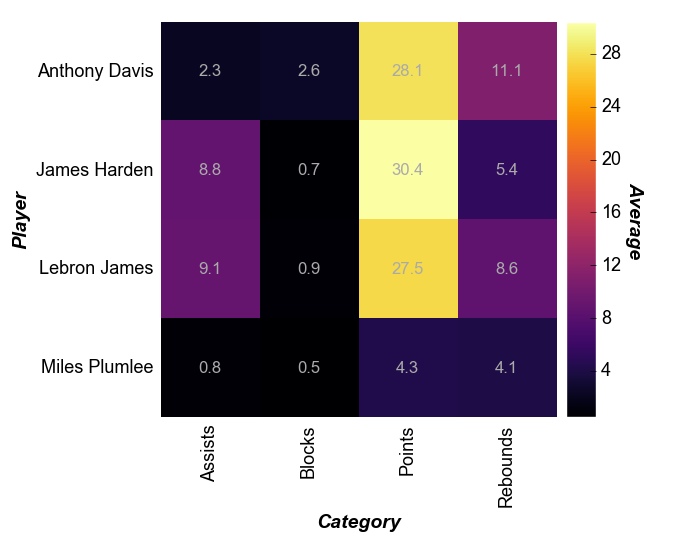 Anthony Davis 2.3 2.6 28.1 11.1
James Harden 8.8 0.7 30.4 5.4
Lebron James 9.1 0.9 27.5 8.6
Miles Plumlee 0.8 0.5 4.3 4.1
Assists Blocks Points Rebounds
Category
Player
28
24
20
16
12
8
4
Average